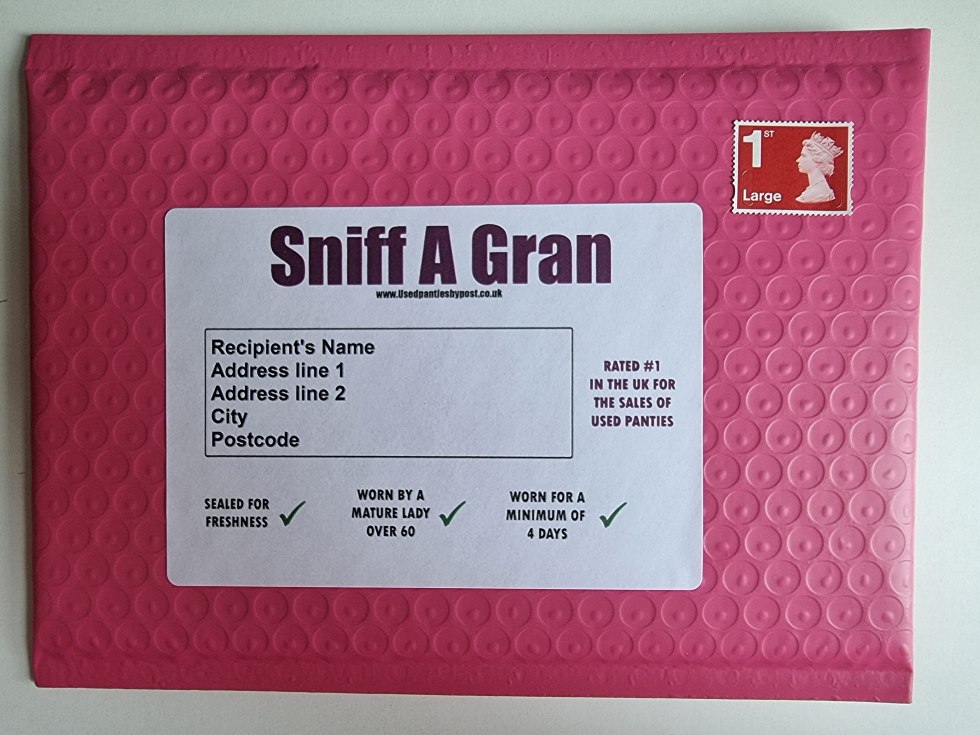 1ST
Large
Sniff A Gran
www.Usedpantiesbypost.co.uk
Recipient's Name
Address line 1
Address line 2
City
Postcode
RATED #1
IN THE UK FOR
THE SALES OF
USED PANTIES
SEALED FOR
FRESHNESS
WORN BY A
MATURE LADY
OVER 60
WORN FOR A
MINIMUM OF
4 DAYS